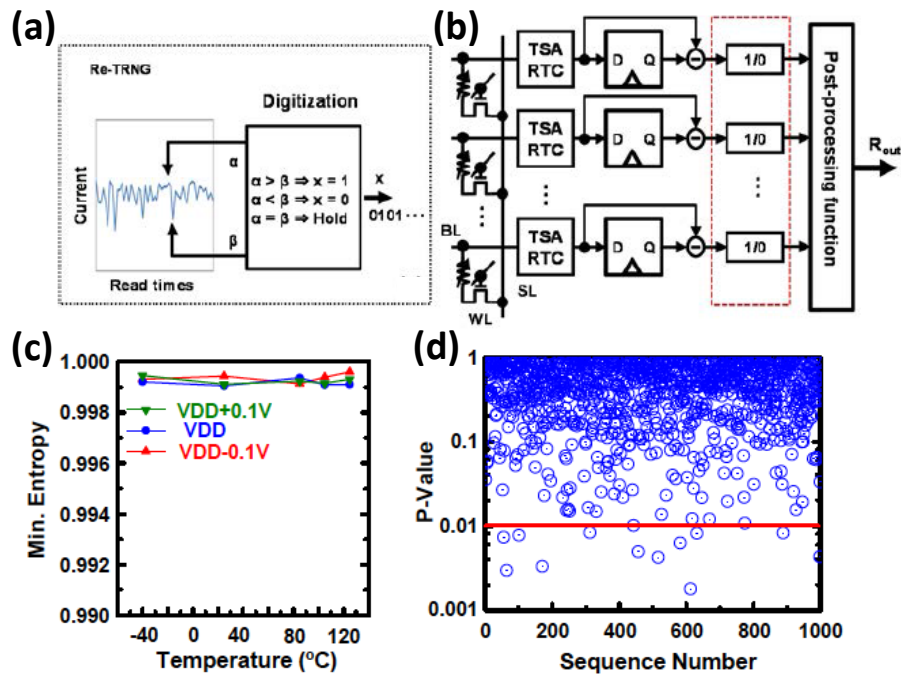 (a)
Re-TRNG
Digitization
Current
α
α > β ⇒ x = 1
α < β ⇒ x = 0
α = β ⇒ Hold
x
0101 ···
β
Read times
(b)
TSA
RTC
D Q
−
1/0
TSA
RTC
D Q
−
1/0
TSA
RTC
D Q
−
1/0
BL
SL
WL
Post-processing function
Rout
(c)
1.000
0.998
0.996
0.994
0.992
0.990
Min. Entropy
VDD+0.1V
VDD
VDD-0.1V
-40 0 40 80 120
Temperature (ºC)
(d)
1
0.1
0.01
0.001
P-Value
0 200 400 600 800 1000
Sequence Number